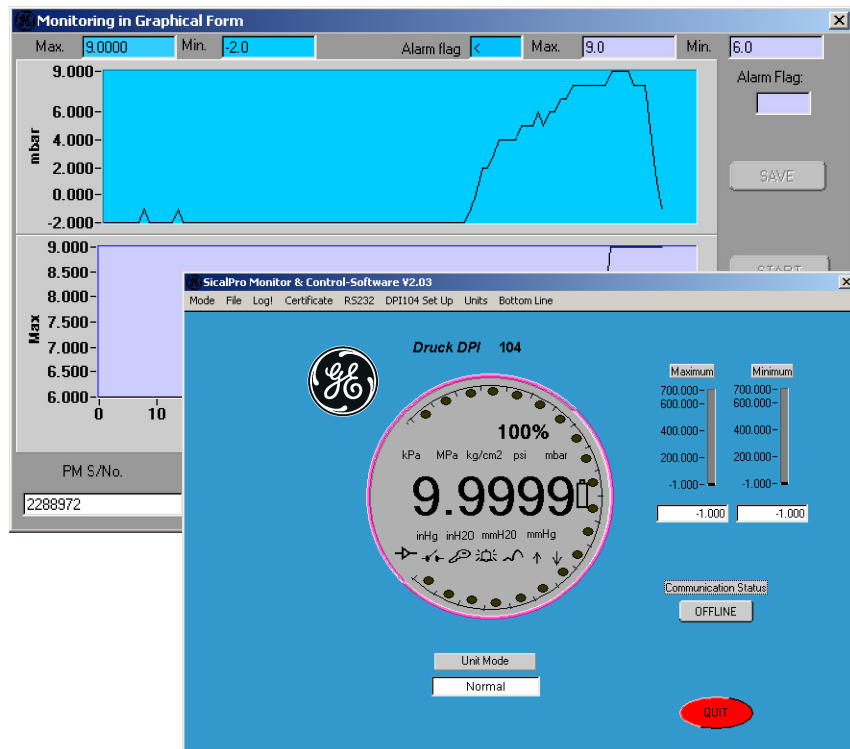 Monitoring in Graphical Form
Max. 9.0000 Min. -2.0 Alarm flag < Max. 9.0 Min. 6.0
9.000
6.000
4.000
2.000
0.000
-2.000
mbar
Alarm Flag:
SAVE
9.000
8.500
8.000
7.500
7.000
6.500
6.000
Max
0 10
START
PM S/No.
2288972
SicalPro Monitor & Control-Software V2.03
Mode File Log! Certificate RS232 DPI104 Set Up Units Bottom Line
Druck DPI 104
GE
100%
kPa MPa kg/cm2 psi mbar
9.9999
inHg inH2O mmH2O mmHg
Maximum Minimum
700.000 700.000
600.000 600.000
400.000 400.000
200.000 200.000
-1.000 -1.000
-1.000 -1.000
Communication Status
OFFLINE
Unit Mode
Normal
QUIT